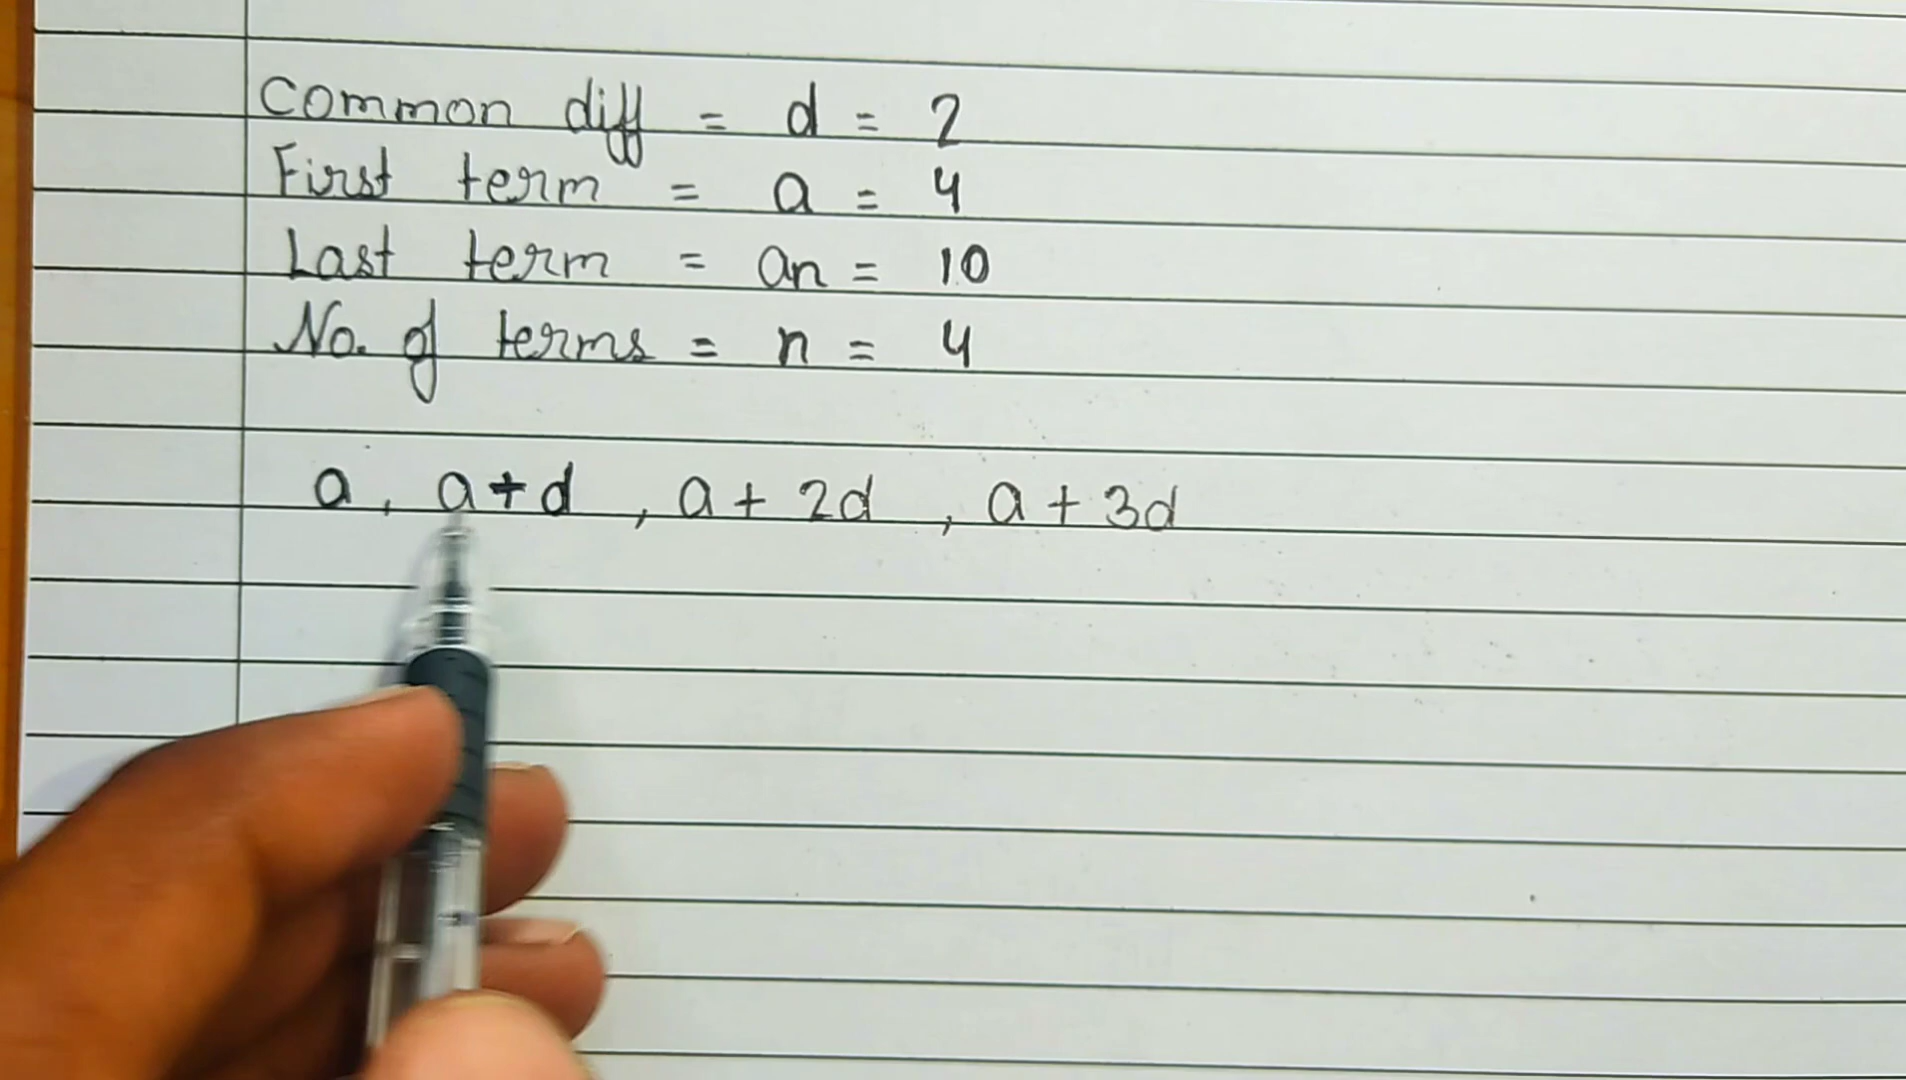 Common diff = d = 2
First term = a = 4
Last term = an = 10
No. of terms = n = 4
a, a+d, a + 2d, a + 3d